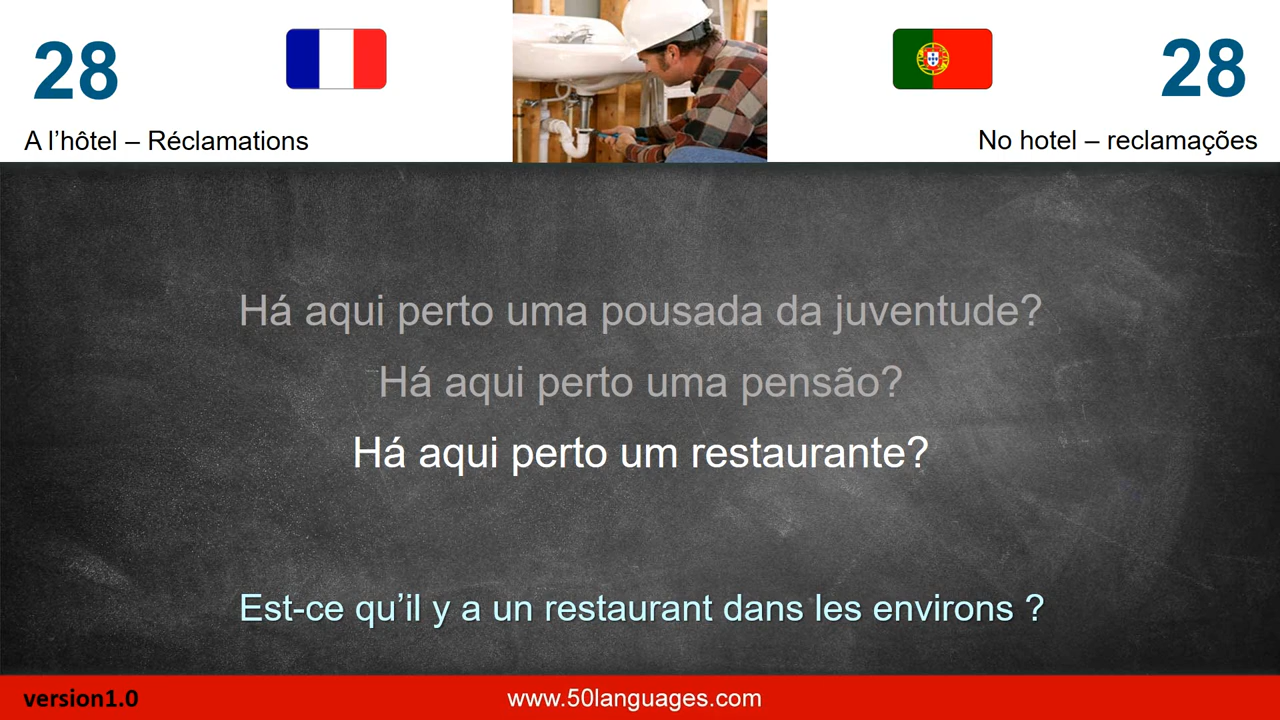 28
28
A l’hôtel – Réclamations
No hotel – reclamações
Há aqui perto uma pousada da juventude?
Há aqui perto uma pensão?
Há aqui perto um restaurante?
Est-ce qu’il y a un restaurant dans les environs ?
version1.0
www.50languages.com